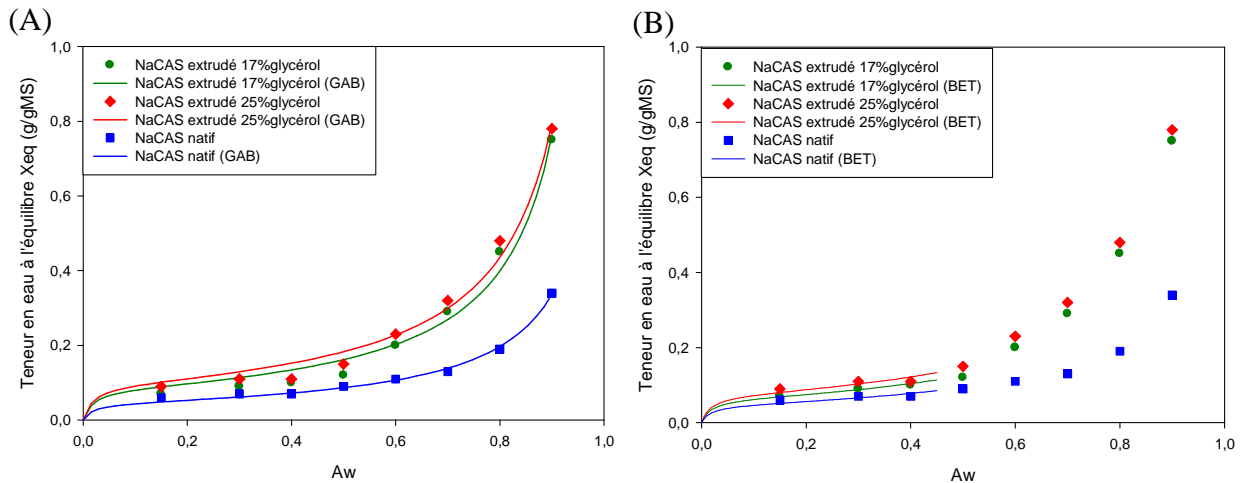 (A)
NaCAS extrudé 17%glycérol
NaCAS extrudé 17%glycérol (GAB)
NaCAS extrudé 25%glycérol
NaCAS extrudé 25%glycérol (GAB)
NaCAS natif
NaCAS natif (GAB)
Teneur en eau à l'équilibre Xeq (g/gMS)
1,0
0,8
0,6
0,4
0,2
0,0
0,0 0,2 0,4 0,6 0,8 1,0
Aw
(B)
NaCAS extrudé 17%glycérol
NaCAS extrudé 17%glycérol (BET)
NaCAS extrudé 25%glycérol
NaCAS extrudé 25%glycérol (BET)
NaCAS natif
NaCAS natif (BET)
Teneur en eau à l'équilibre Xeq (g/gMS)
1,0
0,8
0,6
0,4
0,2
0,0
0,0 0,2 0,4 0,6 0,8 1,0
Aw